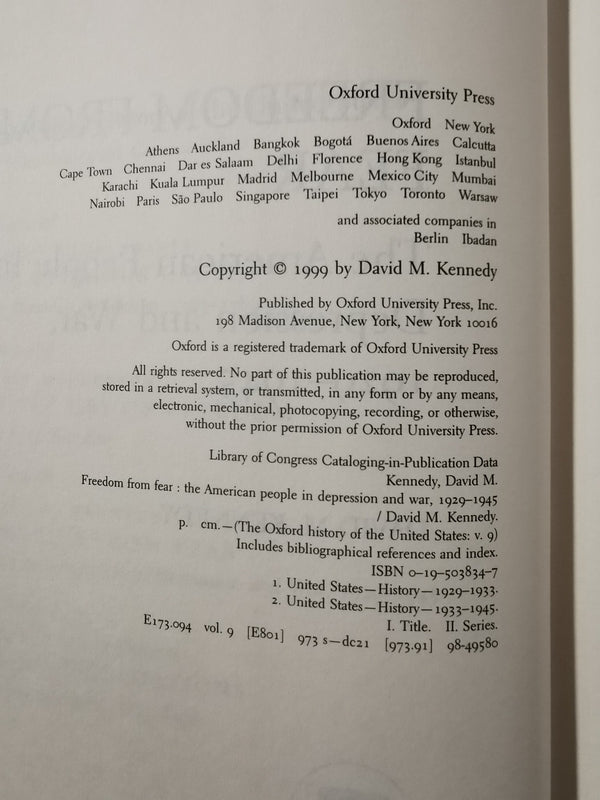 Oxford University Press
Oxford New York
Athens Auckland Bangkok Bogotá Buenos Aires Calcutta
Cape Town Chennai Dar es Salaam Delhi Florence Hong Kong Istanbul
Karachi Kuala Lumpur Madrid Melbourne Mexico City Mumbai
Nairobi Paris São Paulo Singapore Taipei Tokyo Toronto Warsaw
and associated companies in
Berlin Ibadan
Copyright © 1999 by David M. Kennedy
Published by Oxford University Press, Inc.
198 Madison Avenue, New York, New York 10016
Oxford is a registered trademark of Oxford University Press
All rights reserved. No part of this publication may be reproduced,
stored in a retrieval system, or transmitted, in any form or by any means,
electronic, mechanical, photocopying, recording, or otherwise,
without the prior permission of Oxford University Press.
Library of Congress Cataloging-in-Publication Data
Kennedy, David M.
Freedom from fear : the American people in depression and war, 1929–1945
/ David M. Kennedy.
p. cm.—(The Oxford history of the United States: v. 9)
Includes bibliographical references and index.
ISBN 0–19–503834–7
1. United States—History—1929–1933.
2. United States—History—1933–1945.
I. Title. II. Series.
E173.094 vol. 9 [E801] 973 s—dc21 [973.91] 98-49580